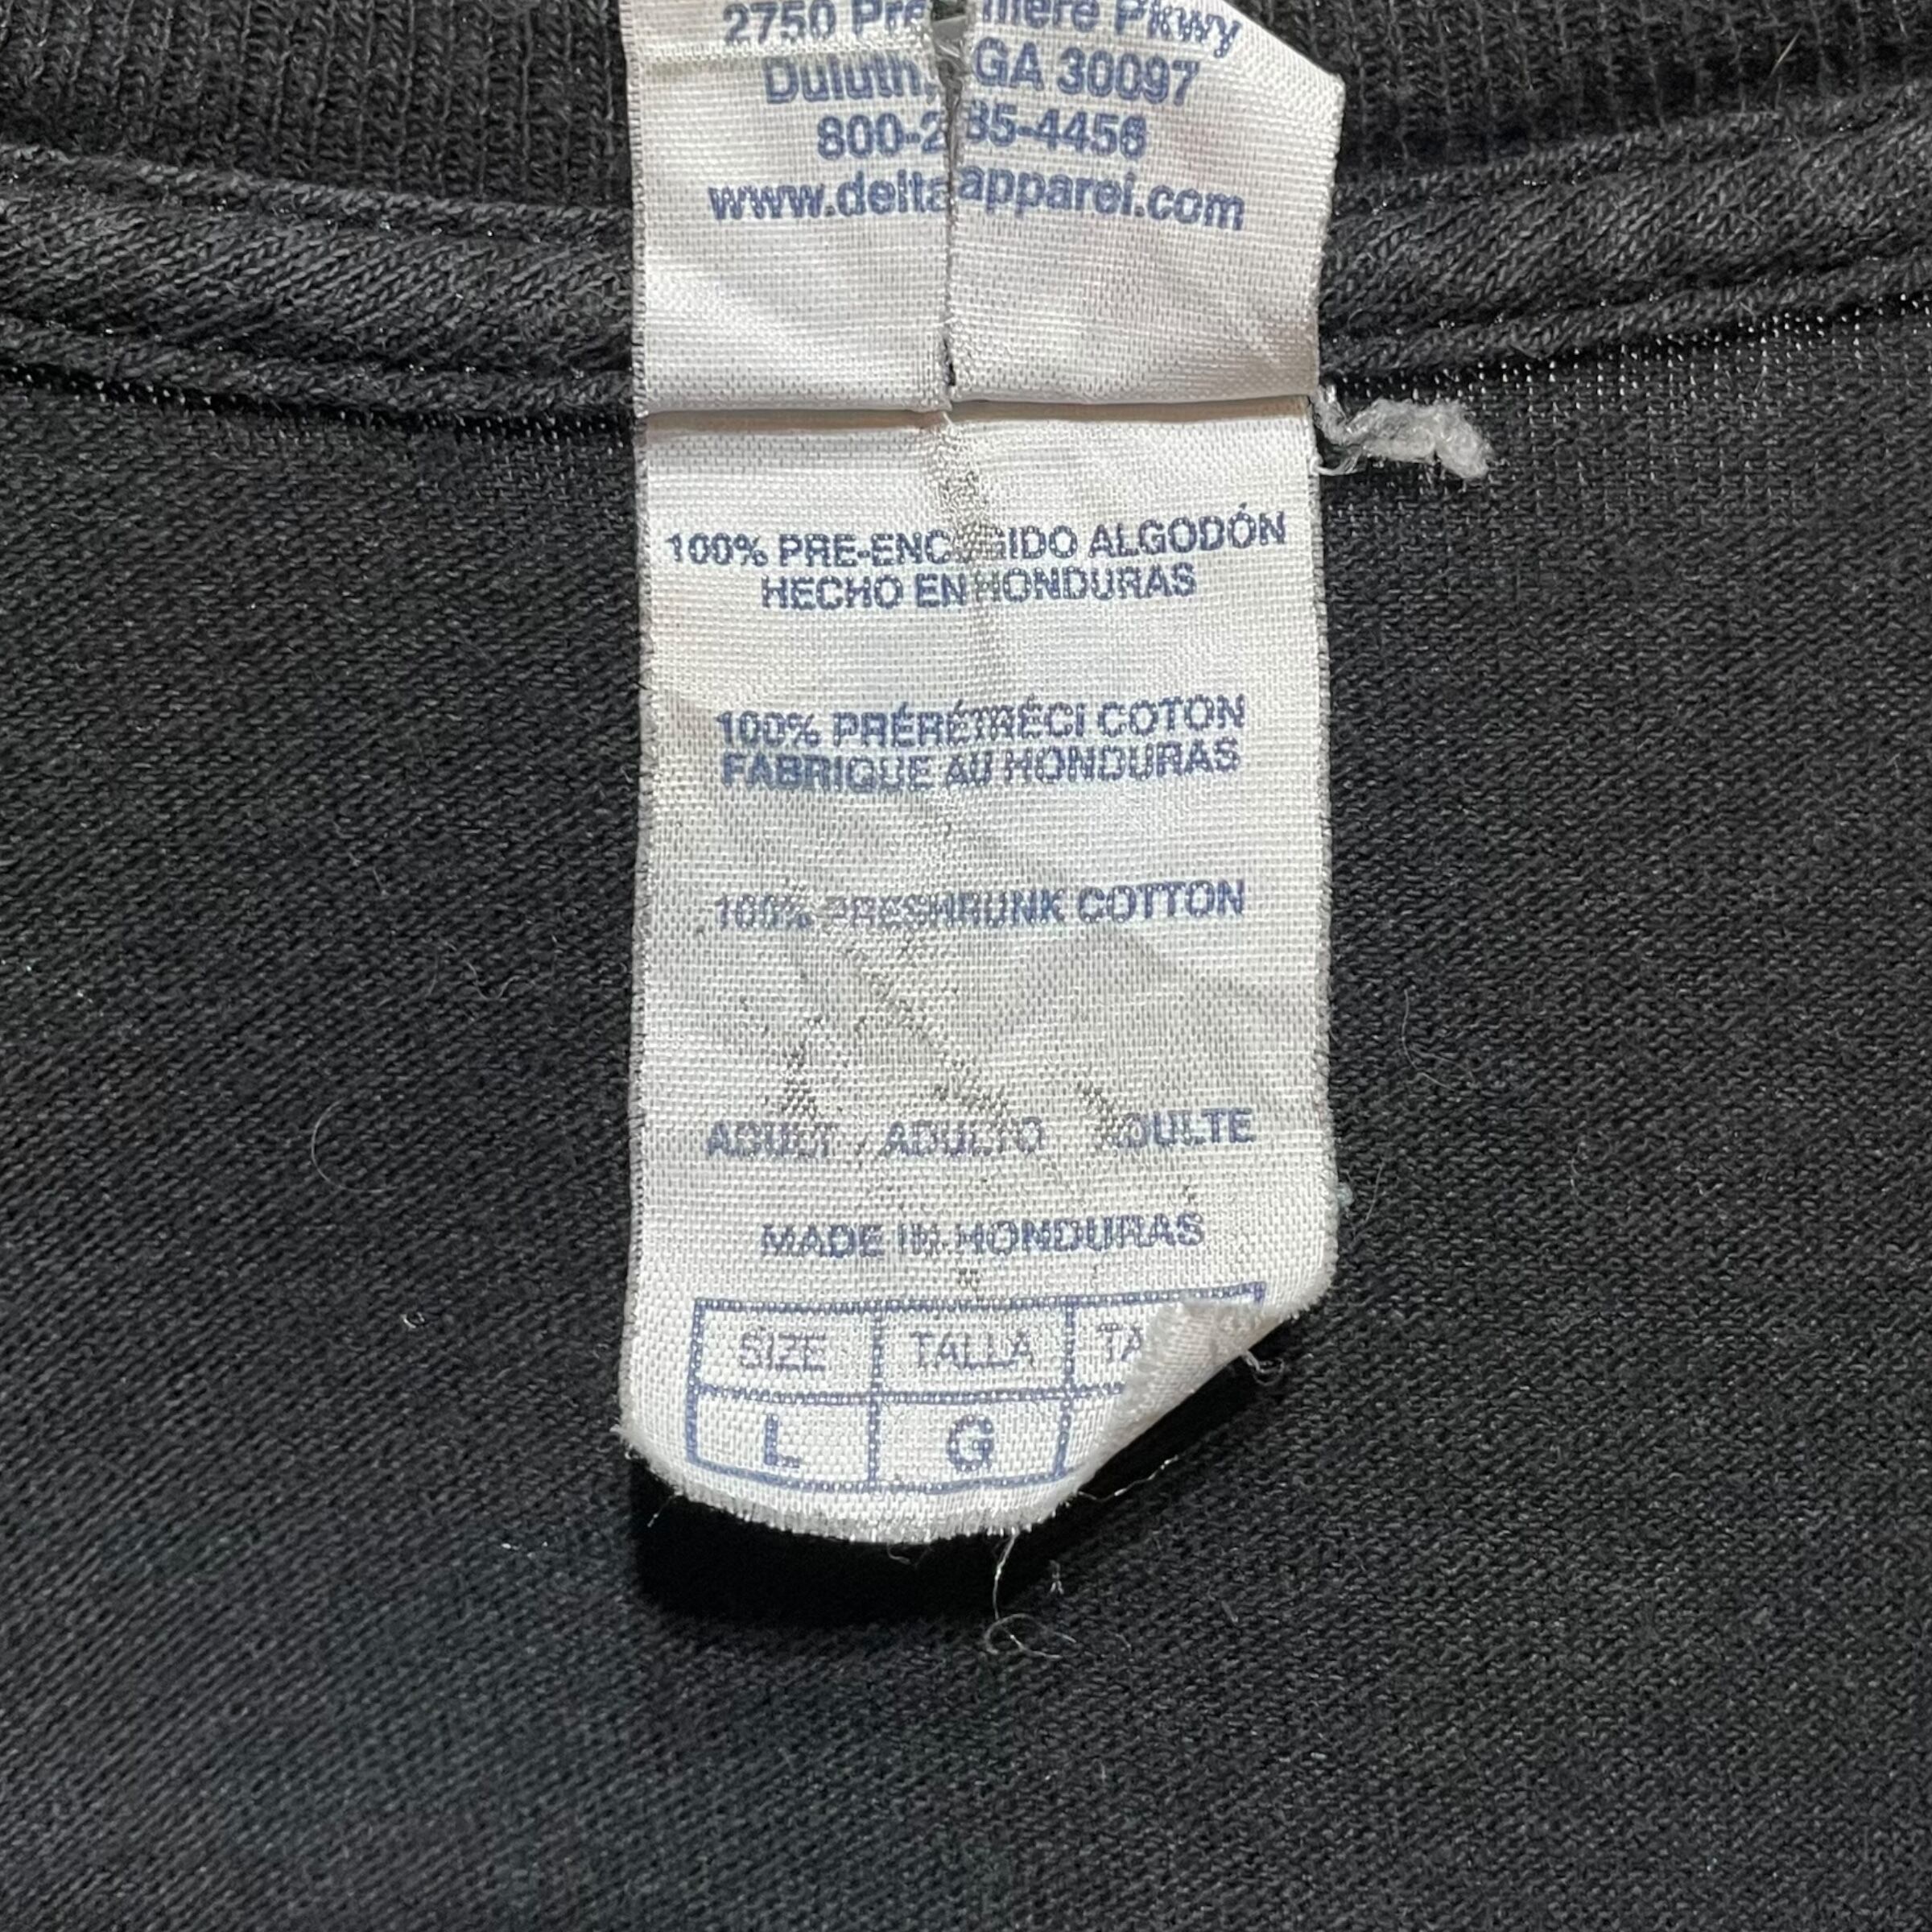 2750 Premiere Pkwy
Duluth, GA 30097
800-285-4456
www.deltaapparel.com
100% PRE-ENCOGIDO ALGODÓN
HECHO EN HONDURAS
100% PRÉRÉTRÉCI COTON
FABRIQUE AU HONDURAS
100% PRESHRUNK COTTON
ADULT ADULTO ADULTE
MADE IN HONDURAS
SIZE TALLA
L G